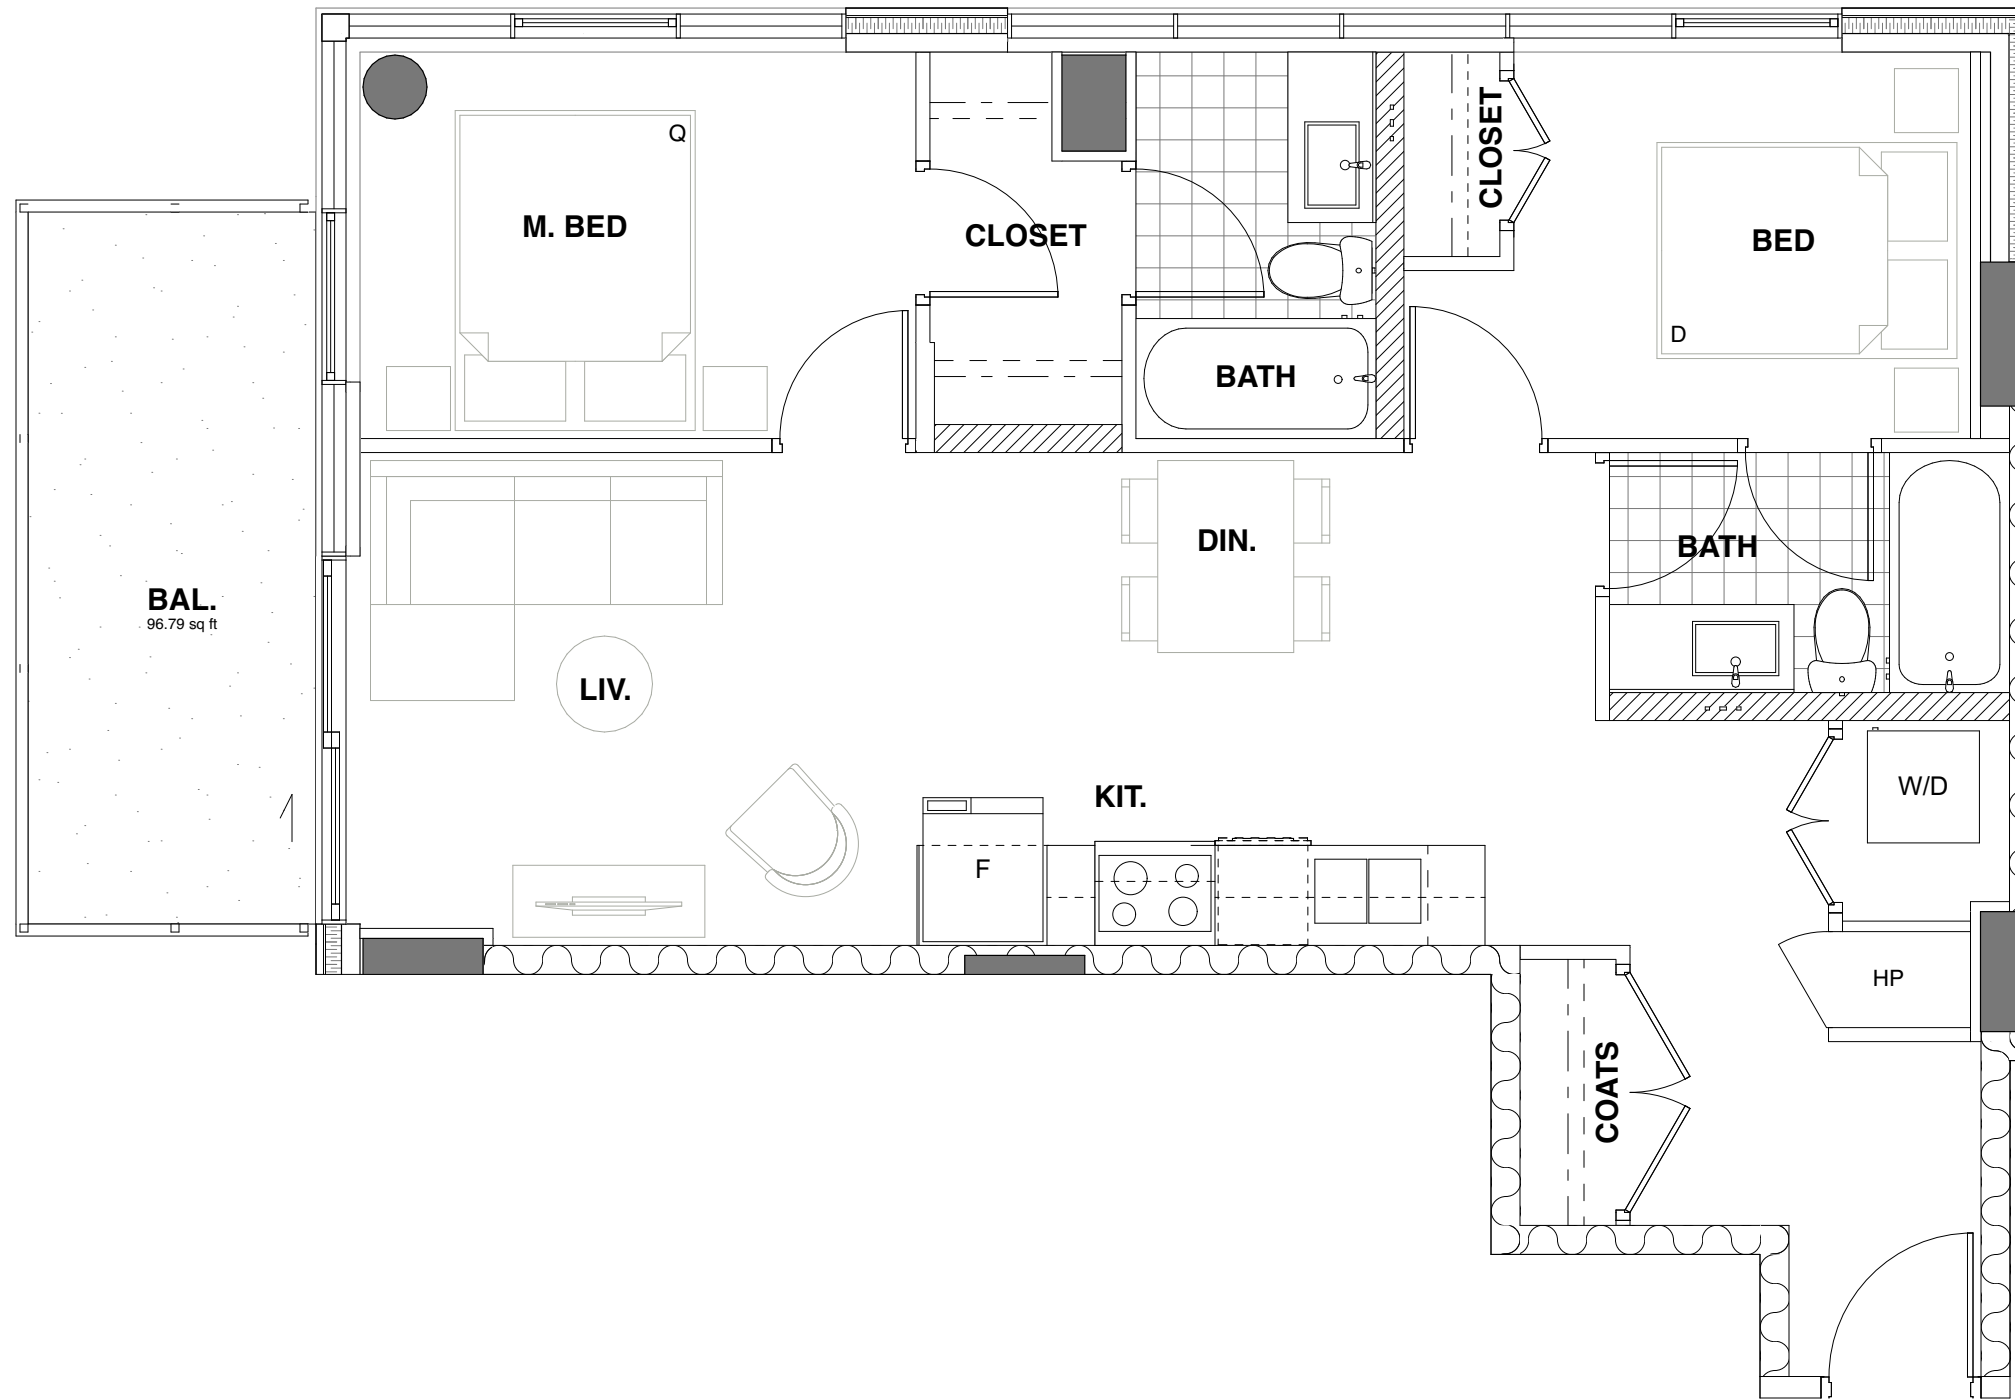 Q
M. BED
CLOSET
BATH
CLOSET
BED
D
BAL.
96.79 sq ft
LIV.
DIN.
BATH
KIT.
F
W/D
HP
COATS